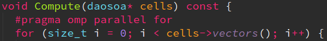 void Compute(daosoa* cells) const {
#pragma omp parallel for
for (size_t i = 0; i < cells->vectors(); i++) {